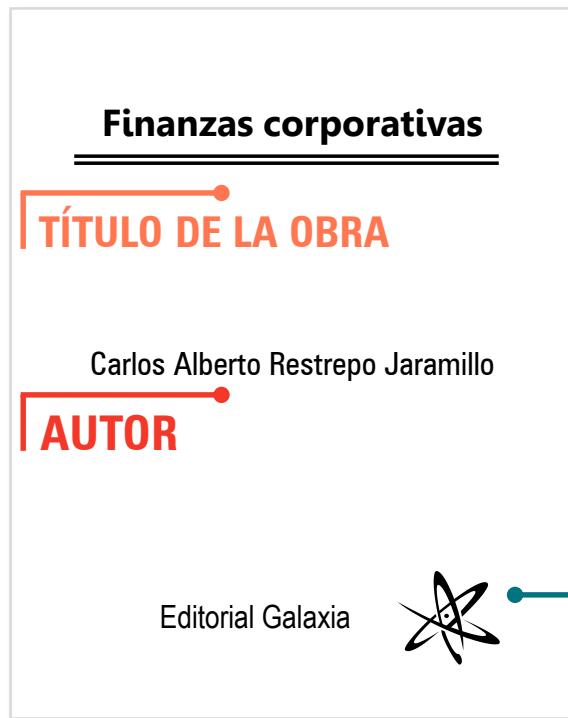 Finanzas corporativas
TÍTULO DE LA OBRA
Carlos Alberto Restrepo Jaramillo
AUTOR
Editorial Galaxia